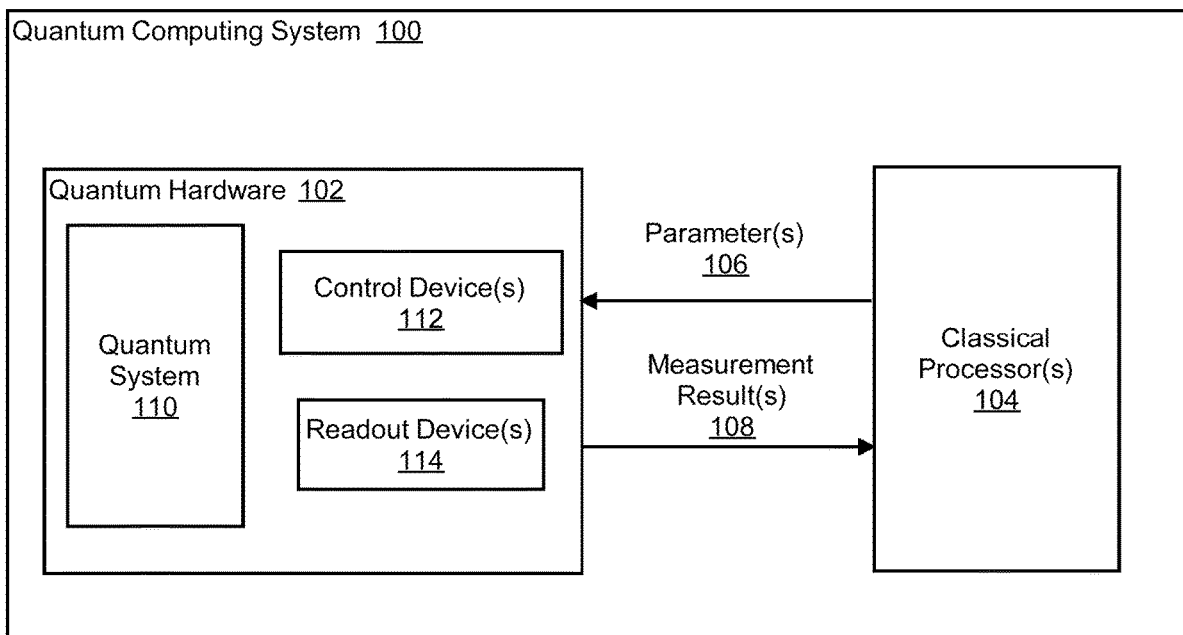 Quantum Computing System 100
Quantum Hardware 102
Quantum
System
110
Control Device(s)
112
Readout Device(s)
114
Parameter(s)
106
Measurement
Result(s)
108
Classical
Processor(s)
104